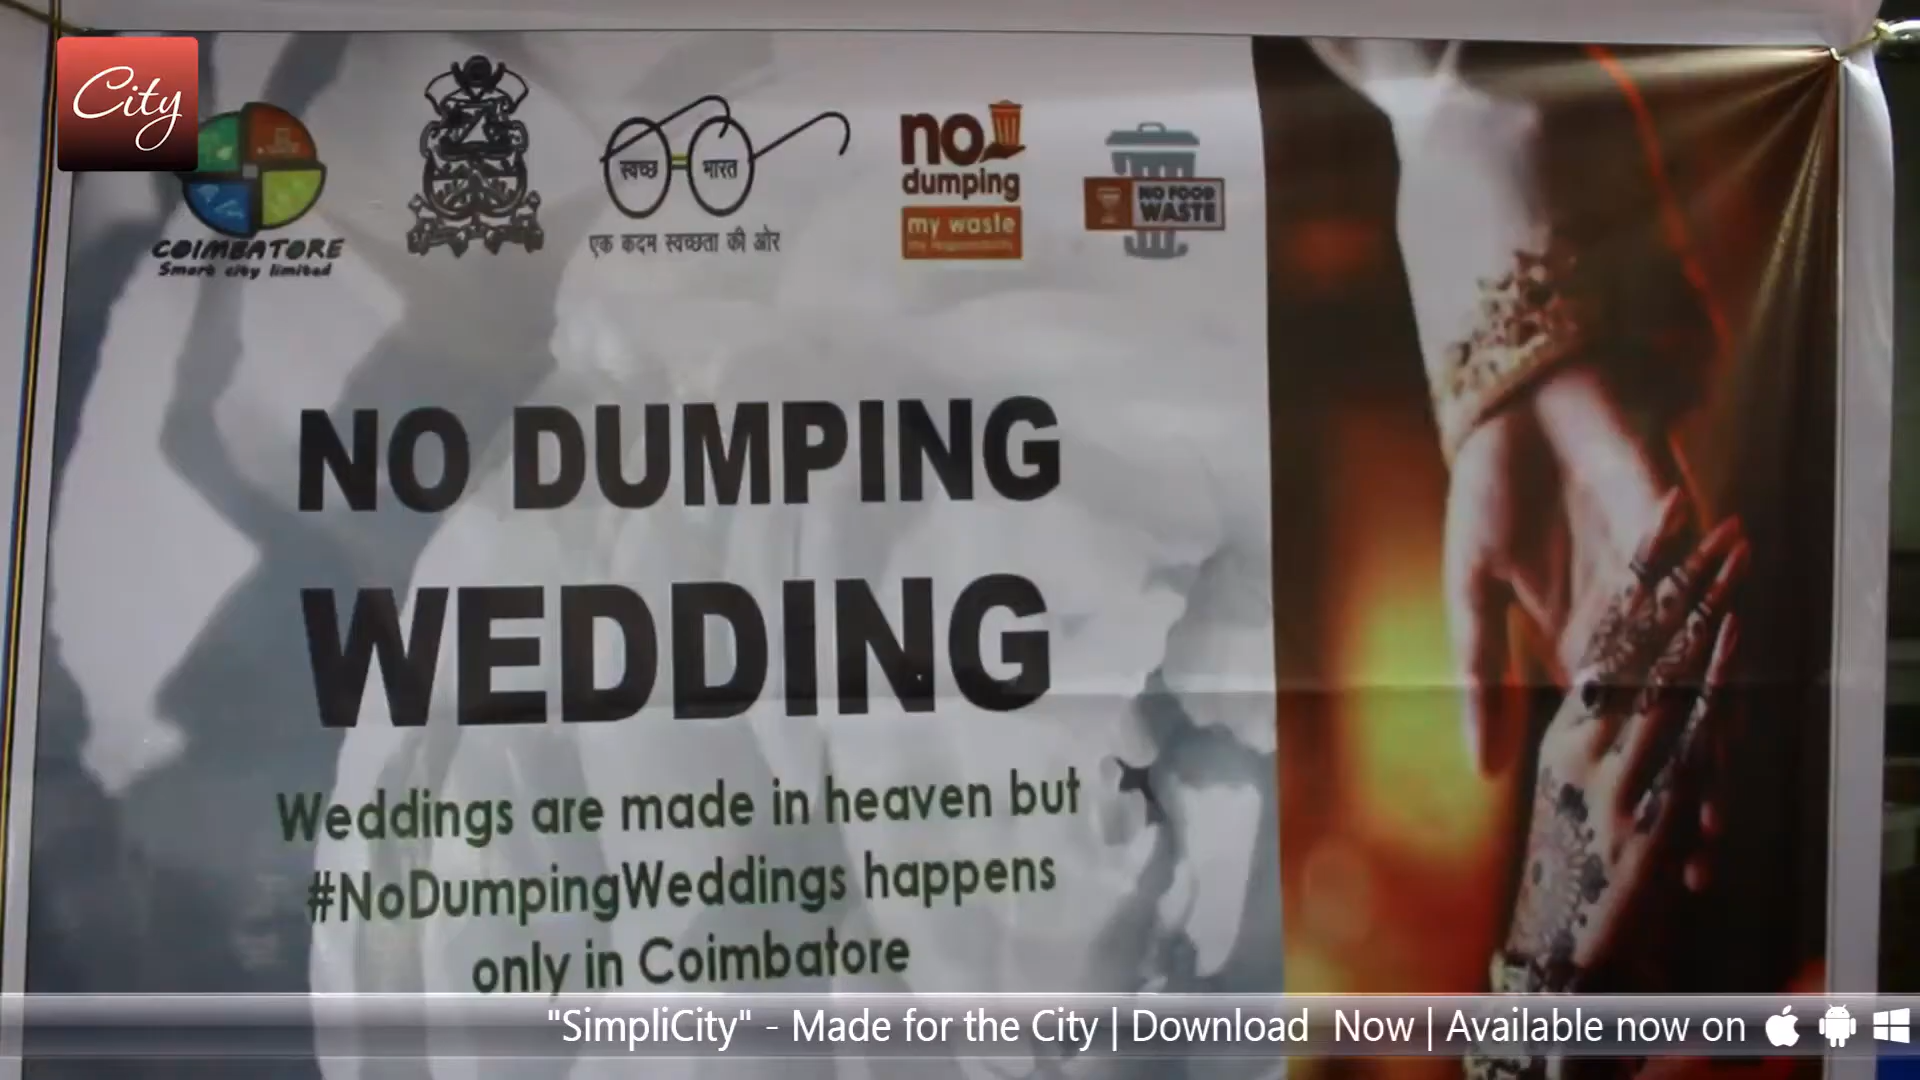 City
COIMBATORE
Smart city limited
स्वच्छ भारत
एक कदम स्वच्छता की ओर
no
dumping
my waste
my responsibility
NO FOOD
WASTE
NO DUMPING
WEDDING
Weddings are made in heaven but
#NoDumpingWeddings happens
only in Coimbatore
"SimpliCity" - Made for the City | Download Now | Available now on